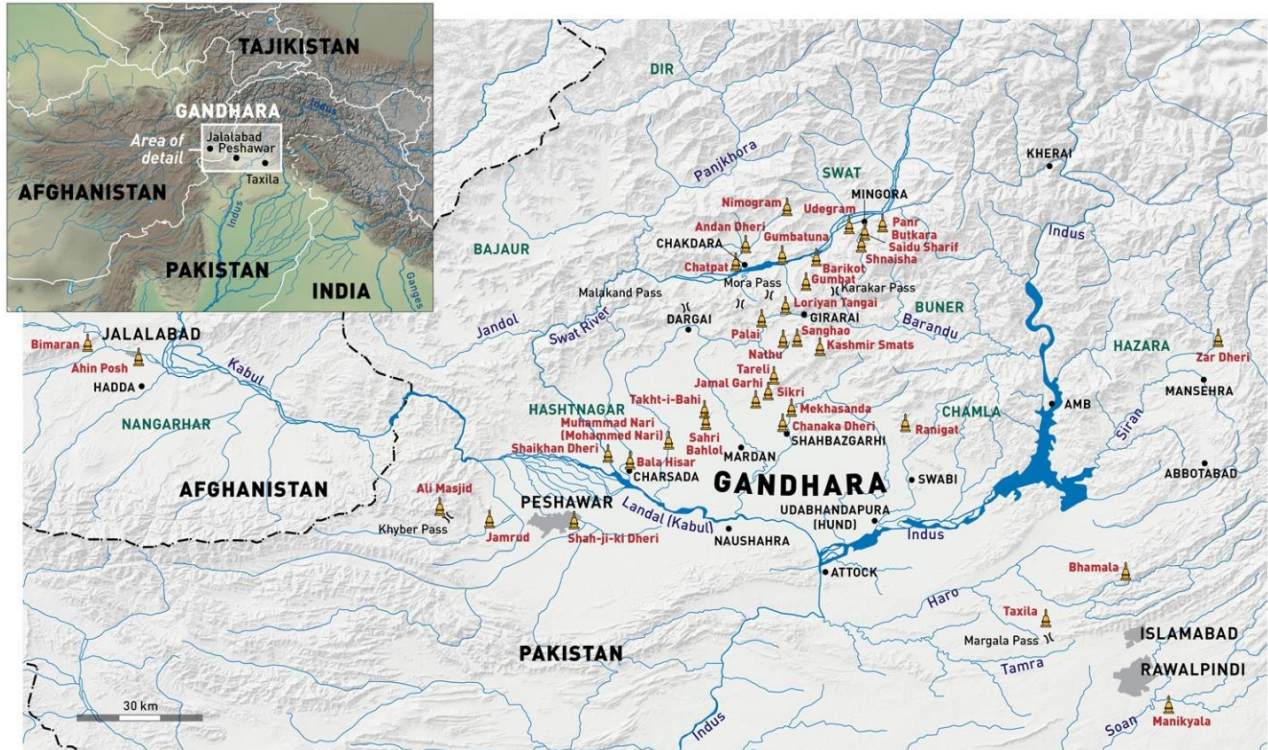 TAJIKISTAN
Indus
GANDHARA
Area of
detail
Jalalabad
Peshawar
Taxila
AFGHANISTAN
Indus
PAKISTAN
INDIA
Ganges
DIR
Panjkhora
KHERAI
SWAT
MINGORA
Nimogram
Udegram
Panr
Andan Dheri
Butkara
Gumbatuna
Saidu Sharif
CHAKDARA
Shnaisha
BAJAUR
Indus
Chatpat
Barikot
Gumbat
Mora Pass
Karakar Pass
Malakand Pass
Loriyan Tangai
BUNER
GIRARAI
DARGAI
Jandol
Swat River
Barandu
Palai
Sanghao
JALALABAD
Bimaran
Nathu
Kashmir Smats
HAZARA
Zar Dheri
Ahin Posh
Kabul
Tareli
HADDA
Jamal Garhi
Sikri
MANSEHRA
Takht-i-Bahi
AMB
HASHTNAGAR
Mekhasanda
CHAMLA
NANGARHAR
Muhammad Nari
(Mohammed Nari)
Chanaka Dheri
Ranigat
Siran
Sahri
Bahlol
SHAHBAZGARHI
Shaikhan Dheri
MARDAN
Bala Hisar
ABBOTABAD
CHARSADA
GANDHARA
SWABI
AFGHANISTAN
Ali Masjid
PESHAWAR
UDABHANDAPURA
(HUND)
Khyber Pass
Landal (Kabul)
Jamrud
Shah-ji-ki Dheri
NAUSHAHRA
Indus
ATTOCK
Bhamala
Haro
Taxila
Margala Pass
ISLAMABAD
PAKISTAN
Tamra
RAWALPINDI
30 km
Indus
Soan
Manikyala